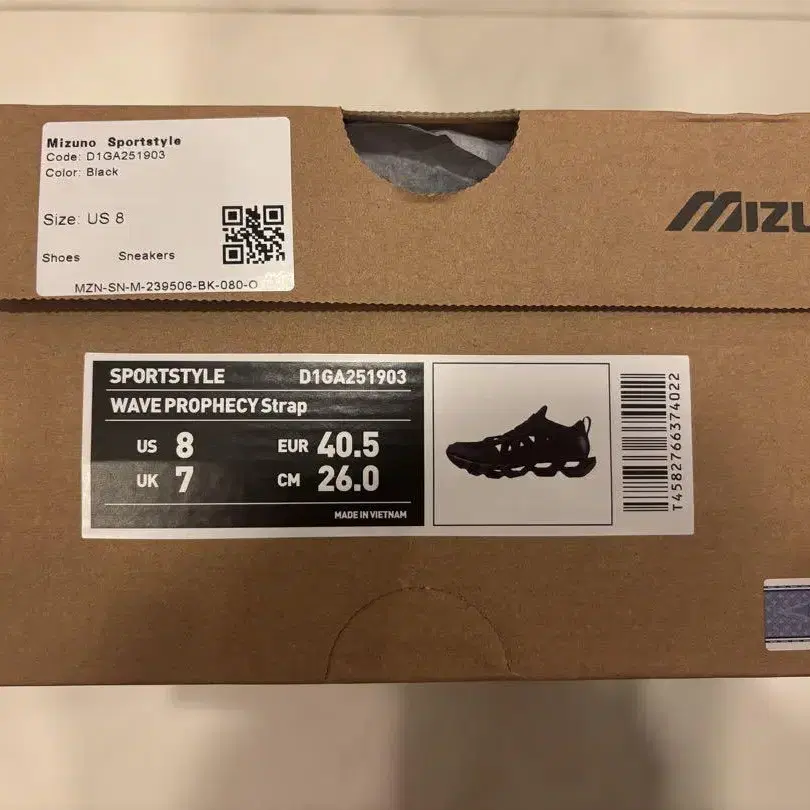 Mizuno Sportstyle
Code: D1GA251903
Color: Black
Size: US 8
Shoes Sneakers
MZN-SN-M-239506-BK-080-O
MIZU
SPORTSTYLE D1GA251903
WAVE PROPHECY Strap
US 8 EUR 40.5
UK 7 CM 26.0
MADE IN VIETNAM
T4582766374022